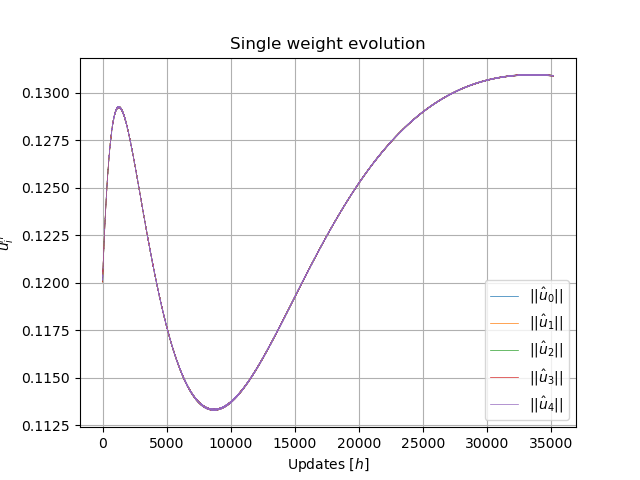 Single weight evolution
0.1300
0.1275
0.1250
0.1225
0.1200
0.1175
0.1150
0.1125
0 5000 10000 15000 20000 25000 30000 35000
Updates [h]
||û₀||
||û₁||
||û₂||
||û₃||
||û₄||